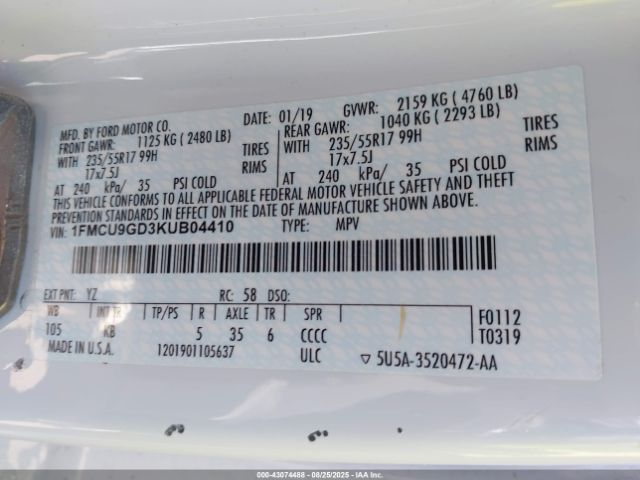 MFD. BY FORD MOTOR CO. DATE: 01/19 GVWR: 2159 KG ( 4760 LB)
FRONT GAWR: 1125 KG ( 2480 LB) REAR GAWR: 1040 KG ( 2293 LB)
WITH 235/55R17 99H TIRES WITH 235/55R17 99H TIRES
17x7.5J RIMS 17x7.5J RIMS
AT 240 kPa/ 35 PSI COLD AT 240 kPa/ 35 PSI COLD
THIS VEHICLE CONFORMS TO ALL APPLICABLE FEDERAL MOTOR VEHICLE SAFETY AND THEFT
PREVENTION STANDARDS IN EFFECT ON THE DATE OF MANUFACTURE SHOWN ABOVE.
VIN: 1FMCU9GD3KUB04410 TYPE: MPV
EXT PNT: YZ RC: 58 DSO:
WB INT TR TP/PS R AXLE TR SPR F0112
105 KB 5 35 6 CCCC T0319
MADE IN U.S.A. 1201901105637 ULC 5U5A-3520472-AA
000-43074488 - 08/25/2025 - IAA Inc.